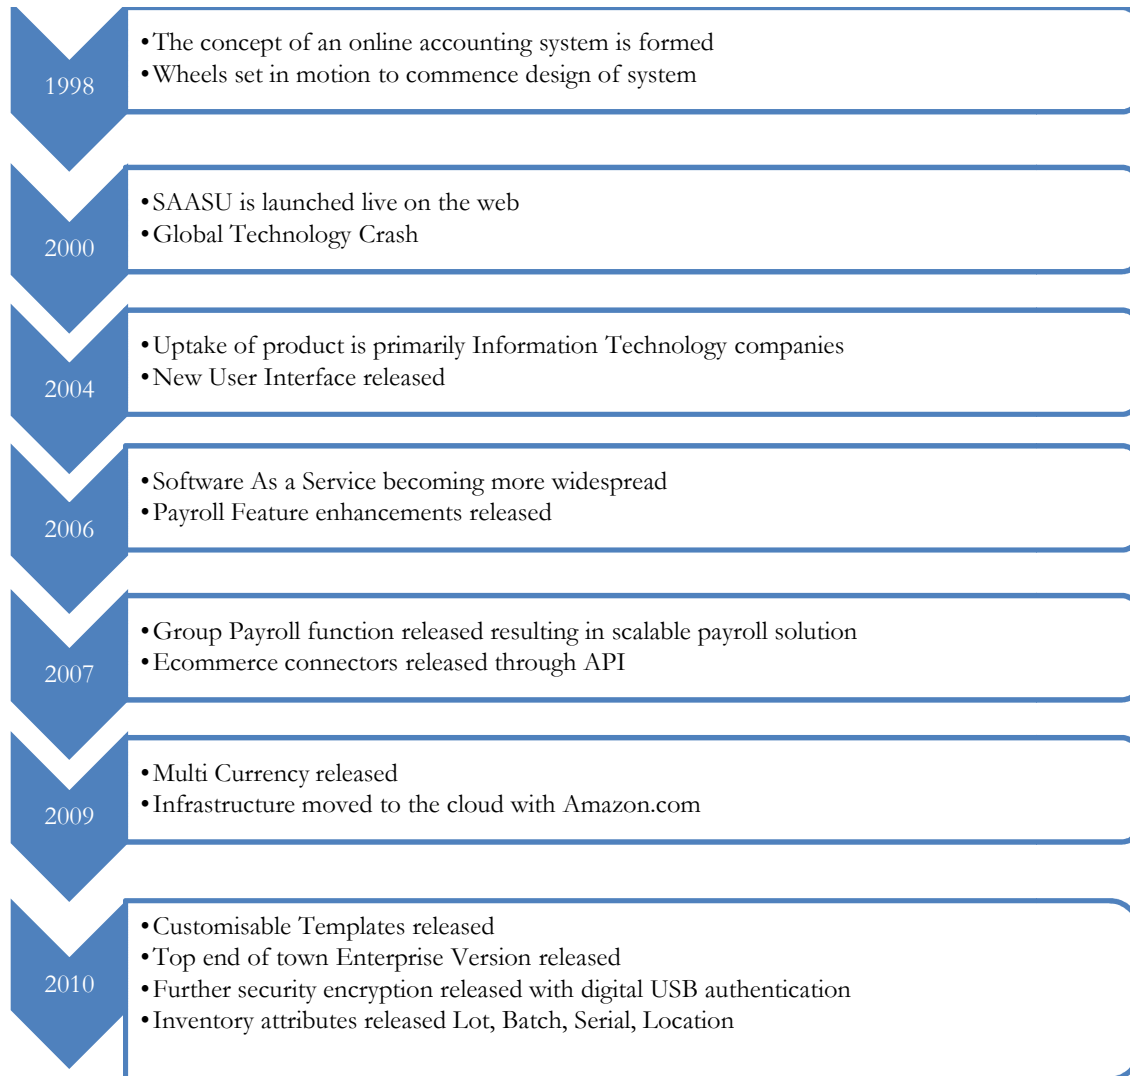 1998
•The concept of an online accounting system is formed
•Wheels set in motion to commence design of system
2000
•SAASU is launched live on the web
•Global Technology Crash
2004
•Uptake of product is primarily Information Technology companies
•New User Interface released
2006
•Software As a Service becoming more widespread
•Payroll Feature enhancements released
2007
•Group Payroll function released resulting in scalable payroll solution
•Ecommerce connectors released through API
2009
•Multi Currency released
•Infrastructure moved to the cloud with Amazon.com
2010
•Customisable Templates released
•Top end of town Enterprise Version released
•Further security encryption released with digital USB authentication
•Inventory attributes released Lot, Batch, Serial, Location